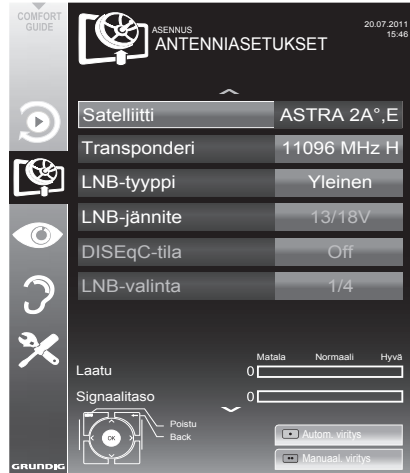 COMFORT
GUIDE
ASENNUS
ANTENNIASETUKSET
20.07.2011
15:46
Satelliitti ASTRA 2A°,E
Transponderi 11096 MHz H
LNB-tyyppi Yleinen
LNB-jännite 13/18V
DISEqC-tila Off
LNB-valinta 1/4
Matala Normaali Hyvä
Laatu 0
Signaalitaso 0
Poistu
OK Back
Autom. viritys
Manuaal. viritys
GRUNDIG